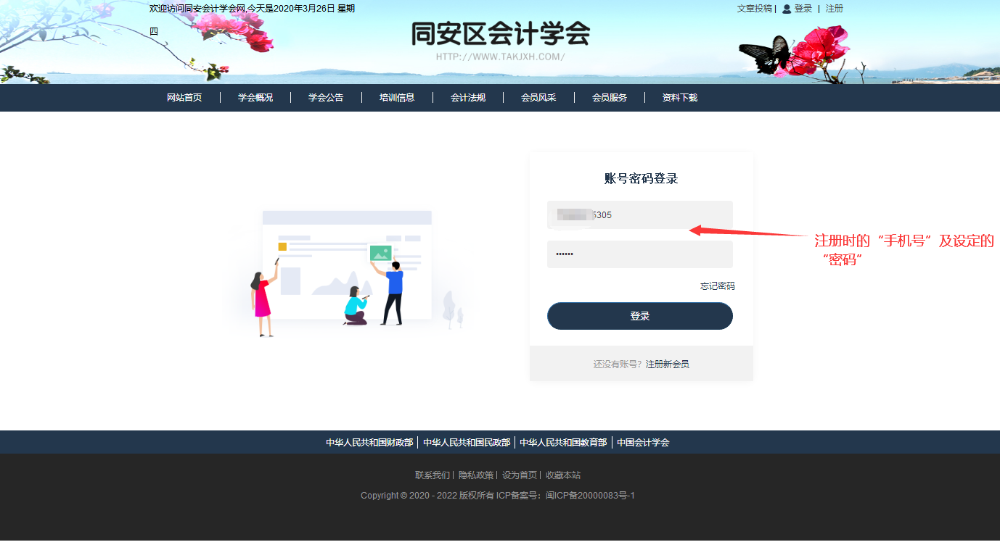 欢迎访问同安会计学会网,今天是2020年3月26日 星期
四
文章投稿 | 登录 | 注册
同安区会计学会
HTTP://WWW.TAKJXH.COM/
网站首页 学会概况 学会公告 培训信息 会计法规 会员风采 会员服务 资料下载
账号密码登录
5305
••••••
注册时的“手机号”及设定的
“密码”
忘记密码
登录
还没有账号? 注册新会员
中华人民共和国财政部 中华人民共和国民政部 中华人民共和国教育部 中国会计学会
联系我们 | 隐私政策 | 设为首页 | 收藏本站
Copyright © 2020 - 2022 版权所有 ICP备案号：闽ICP备20000083号-1